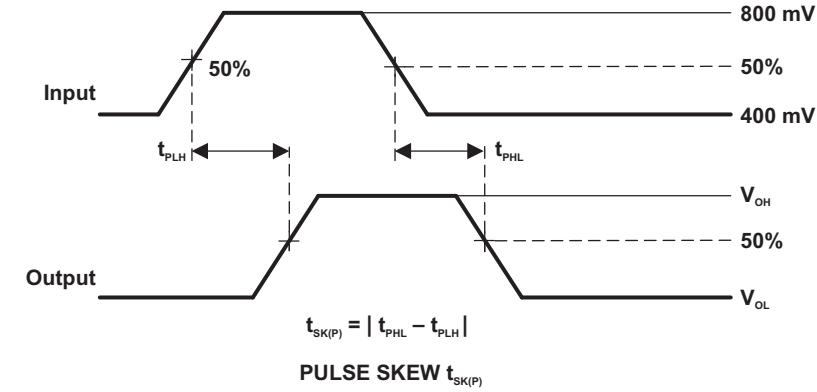 800 mV
50%
50%
Input
400 mV
tPLH
tPHL
VOH
50%
Output
VOL
tSK(P) = | tPHL – tPLH |
PULSE SKEW tSK(P)